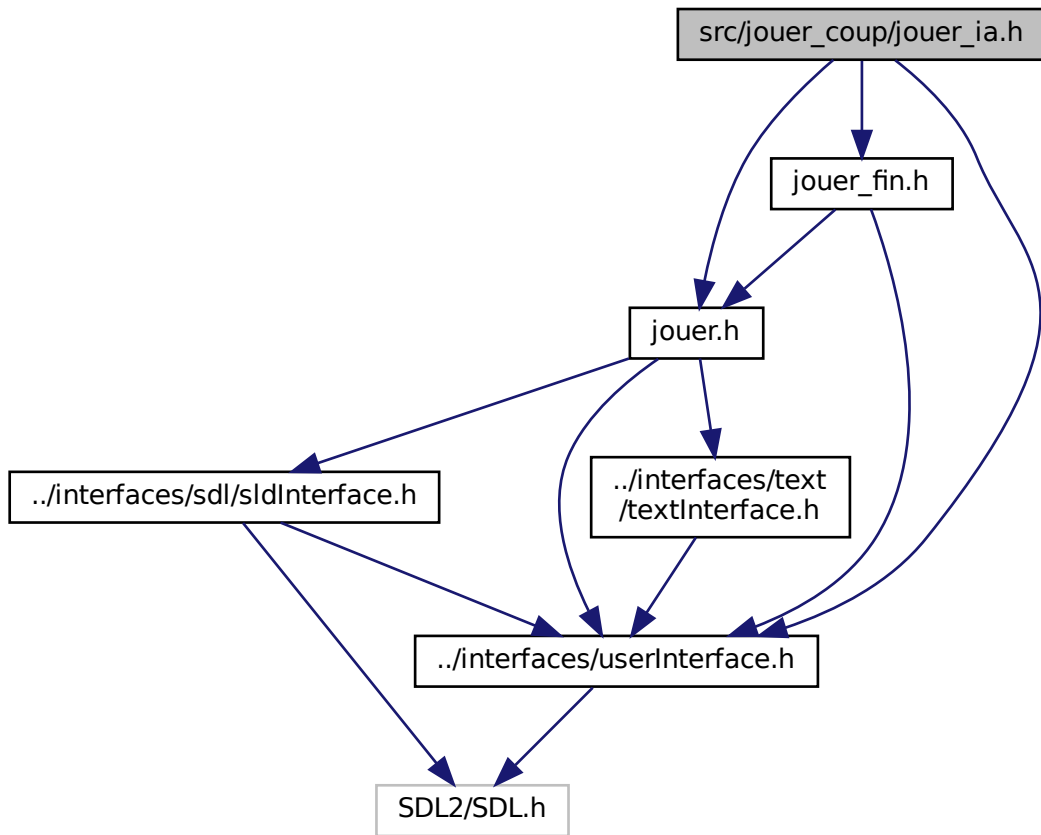 src/jouer_coup/jouer_ia.h
jouer_fin.h
jouer.h
../interfaces/sdl/sldInterface.h
../interfaces/text
/textInterface.h
../interfaces/userInterface.h
SDL2/SDL.h